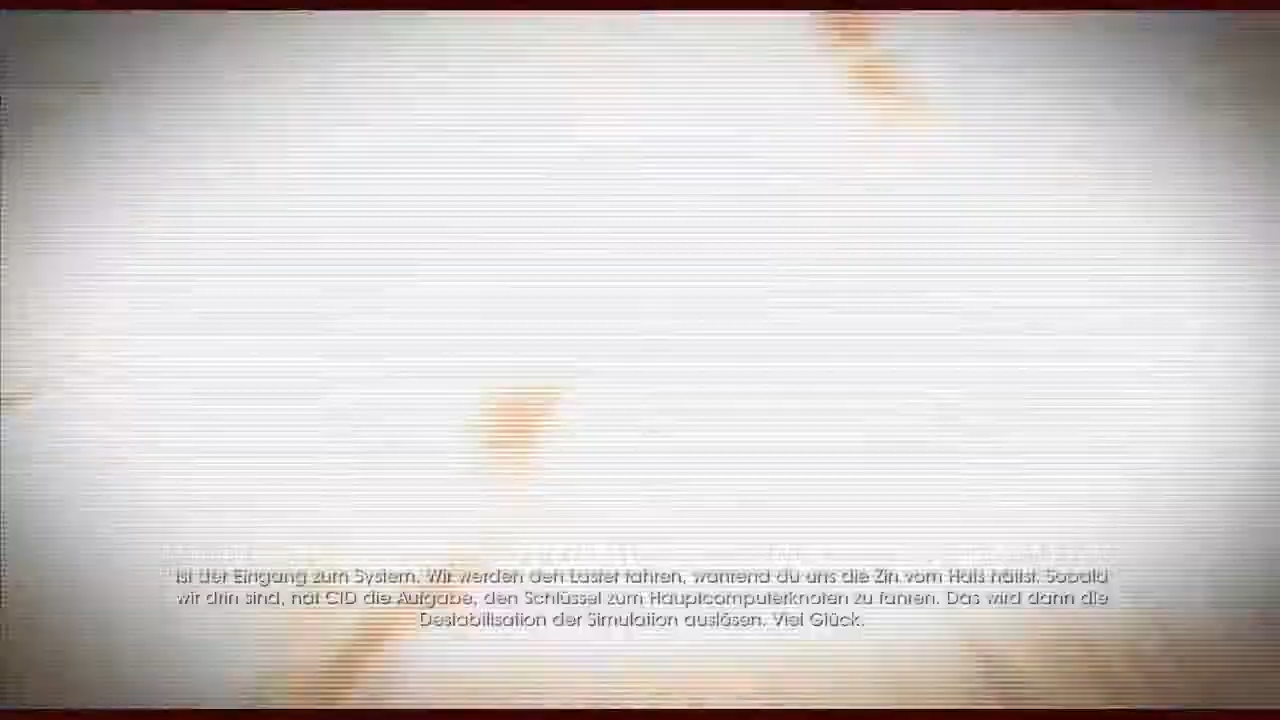 ist der Eingang zum System. Wir werden den Laster fahren, während du uns die Zin vom Hals hältst. Sobald
wir drin sind, hat CID die Aufgabe, den Schlüssel zum Hauptcomputerknoten zu fahren. Das wird dann die
Destabilisation der Simulation auslösen. Viel Glück.